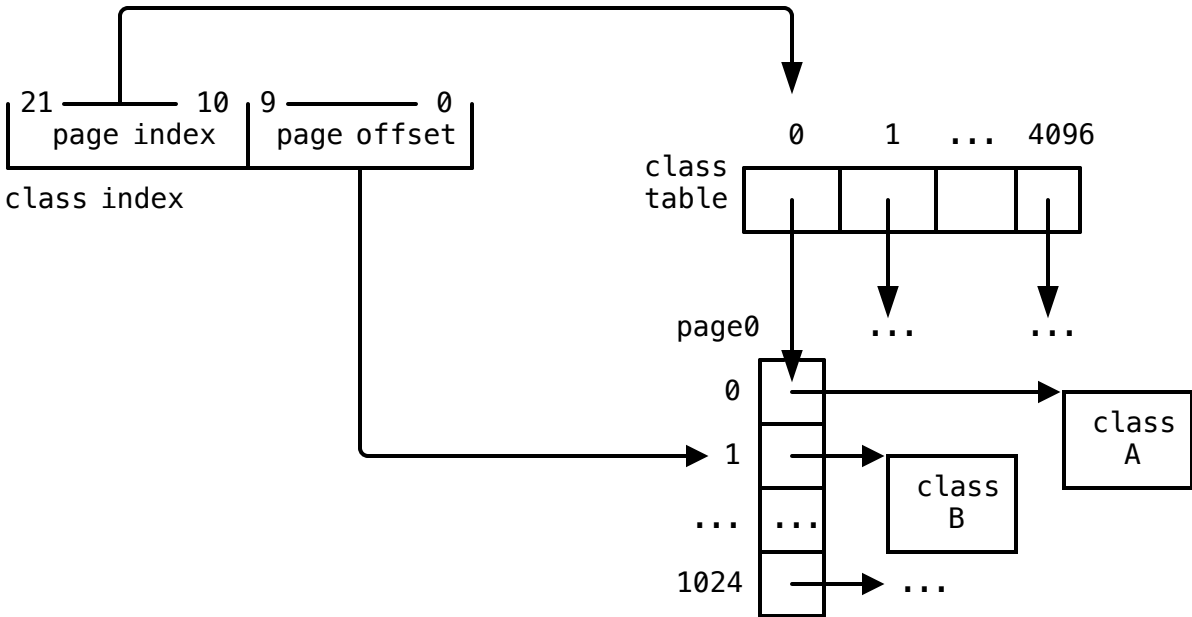 21 10 9 0
page index page offset
class index
0 1 ... 4096
class
table
page0 ... ...
0
class
A
1
class
B
... ...
1024 ...